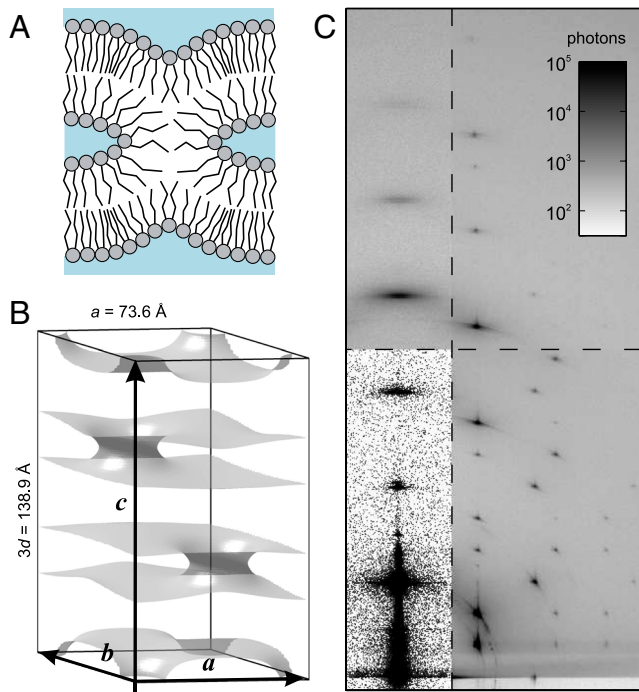 A
B
a = 73.6 Å
3d = 138.9 Å
c
b
a
C
photons
10⁵
10⁴
10³
10²